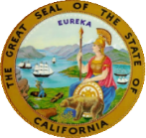 THE GREAT SEAL OF THE STATE OF
CALIFORNIA
EUREKA